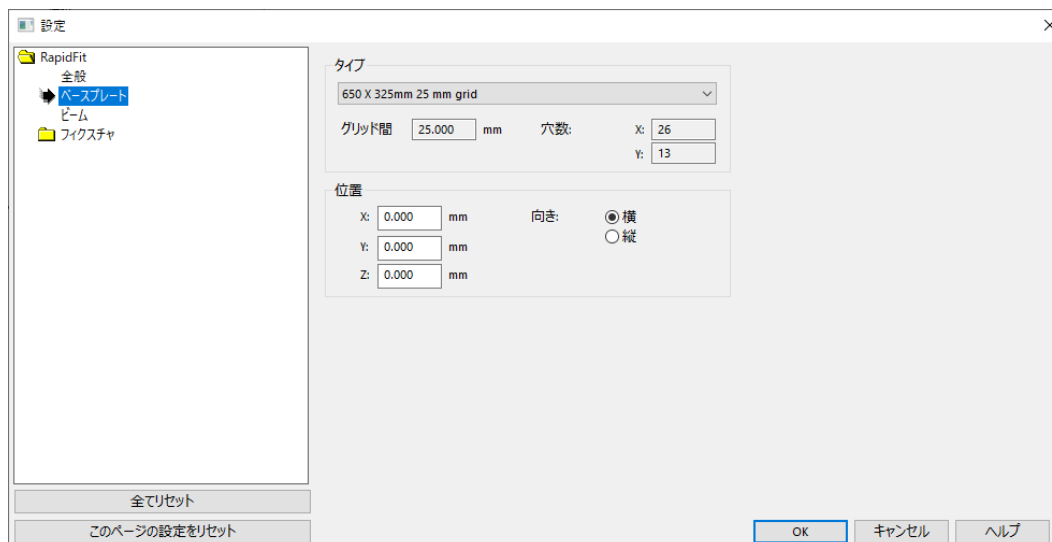 設定
RapidFit
全般
ベースプレート
ビーム
フィクスチャ
全てリセット
このページの設定をリセット
タイプ
650 X 325mm 25 mm grid
グリッド間 25.000 mm 穴数: X: 26
Y: 13
位置
X: 0.000 mm 向き: 横
縦
Y: 0.000 mm
Z: 0.000 mm
OK キャンセル ヘルプ